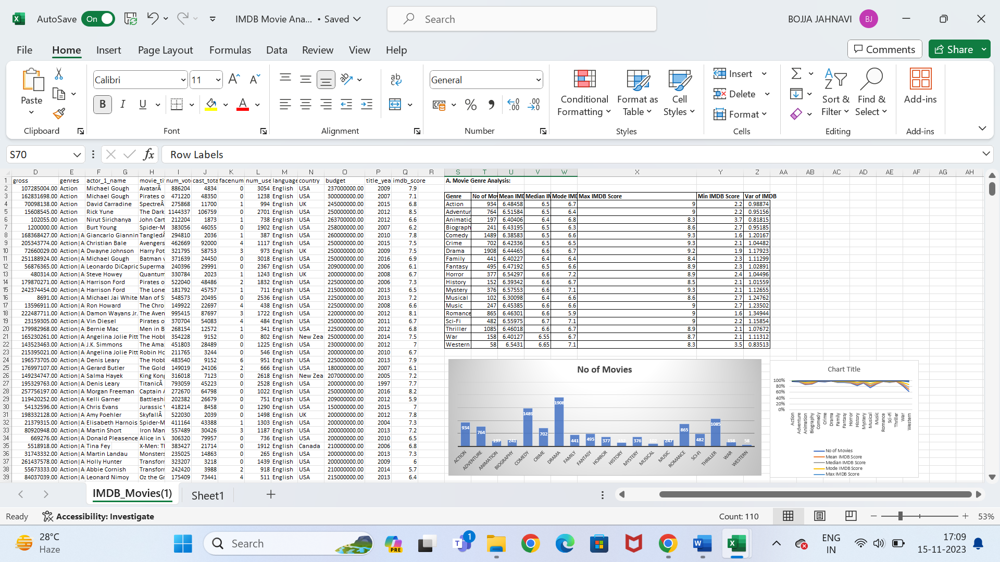 AutoSave On IMDB Movie Ana... • Saved Search BOJJA JAHNAVI BJ
File Home Insert Page Layout Formulas Data Review View Help Comments Share
Paste Calibri 11 General Conditional Formatting Format as Table Cell Styles Insert Delete Format Sort & Filter Find & Select Add-ins
Clipboard Font Alignment Number Styles Cells Editing Add-ins
S70 fx Row Labels
D E F G H I J K L M N O P Q R S T U V W X Y Z AA AB AC AD AE AF AG AH
1 gross genres actor_1_name movie_ti num_vot cast_tota facenum num_use language country budget title_yea imdb_score A. Movie Genre Analysis:
2 107285004.00 Action Michael Gough AvatarÂ 886204 4834 0 3054 English USA 237000000.00 2009 7.9
3 162831698.00 Action Michael Gough Pirates o 471220 48350 0 1238 English USA 300000000.00 2007 7.1 Genre No of Mov Mean IMD Median IM Mode IMD Max IMDB Score Min IMDB Score Var of IMDB
4 70098138.00 Action David Carradine SpectreÂ 275868 11700 1 994 English UK 245000000.00 2015 6.8 Action 934 6.48458 6.5 6.7 9 2.2 0.98874
5 15608545.00 Action Rick Yune The Dark 1144337 106759 0 2701 English USA 250000000.00 2012 8.5 Adventur 764 6.51584 6.5 6.4 9 2.2 0.95156
6 102055.00 Action Nirut Sirichanya John Cart 212204 1873 1 738 English USA 263700000.00 2012 6.6 Animatic 197 6.40406 6.4 6.8 8.3 3.7 0.81815
7 1200000.00 Action Burt Young Spider-M 383056 46055 0 1902 English USA 258000000.00 2007 6.2 Biograph 241 6.43195 6.5 6.3 8.6 2.7 0.95185
8 168368427.00 Action|A Giancarlo Giannin TangledÂ 294810 2036 1 387 English USA 260000000.00 2010 7.8 Comedy 1489 6.38583 6.5 6.6 9.3 1.6 1.20167
9 205343774.00 Action|A Christian Bale Avengers 462669 92000 4 1117 English USA 250000000.00 2015 7.5 Crime 702 6.42336 6.5 6.5 9.3 2.1 1.04482
10 72660029.00 Action|A Dwayne Johnson Harry Pot 321795 58753 3 973 English UK 250000000.00 2009 7.5 Drama 1908 6.44465 6.6 6.7 9.2 1.9 1.17923
11 251188924.00 Action|A Michael Gough Batman v 371639 24450 0 3018 English USA 250000000.00 2016 6.9 Family 441 6.40227 6.4 6.4 8.4 2.3 1.11299
12 56876365.00 Action|A Leonardo DiCapric Superma 240396 29991 0 2367 English USA 209000000.00 2006 6.1 Fantasy 495 6.47192 6.5 6.6 8.9 2.3 1.02891
13 480314.00 Action|A Steve Howey Quantum 330784 2023 1 1243 English UK 200000000.00 2008 6.7 Horror 377 6.54297 6.6 7.2 8.9 2.4 1.04496
14 179870271.00 Action|A Harrison Ford Pirates o 522040 48486 2 1832 English USA 225000000.00 2006 7.3 History 152 6.39342 6.6 6.7 8.5 2.1 1.01559
15 242374454.00 Action|A Harrison Ford The Lone 181792 45757 1 711 English USA 215000000.00 2013 6.5 Mystery 376 6.57553 6.6 7.1 9.3 2.1 1.12655
16 8691.00 Action|A Michael Jai White Man of S 548573 20495 0 2536 English USA 225000000.00 2013 7.2 Musical 102 6.30098 6.4 6.6 8.6 2.7 1.24762
17 13596911.00 Action|A Ron Howard The Chro 149922 22697 4 438 English USA 225000000.00 2008 6.6 Music 247 6.45385 6.6 6.6 9 2.7 1.23502
18 222487711.00 Action|A Damon Wayans Jr. The Aven 995415 87697 3 1722 English USA 220000000.00 2012 8.1 Romance 865 6.46301 6.6 5.9 9 1.6 1.34944
19 23159305.00 Action|A Vin Diesel Pirates o 370704 54083 4 484 English USA 250000000.00 2011 6.7 Sci-Fi 482 6.55975 6.7 7.1 9 2.2 1.15854
20 179982968.00 Action|A Bernie Mac Men in B 268154 12572 1 341 English USA 225000000.00 2012 6.8 Thriller 1085 6.46018 6.6 6.7 8.9 2.1 1.07672
21 165230261.00 Action|A Angelina Jolie Pitt The Hobb 354228 9152 0 802 English New Zea 250000000.00 2014 7.5 War 158 6.40127 6.55 6.7 8.7 2.1 1.11312
22 143523463.00 Action|A J.K. Simmons The Ama 451803 28489 0 1225 English USA 230000000.00 2012 7 Western 58 6.5431 6.65 7.1 8.3 3.5 0.83513
23 215395021.00 Action|A Angelina Jolie Pitt Robin Ho 211765 3244 0 546 English USA 200000000.00 2010 6.7
24 196573705.00 Action|A Denis Leary The Hobb 483540 9152 6 951 English USA 225000000.00 2013 7.9
25 176997107.00 Action|A Gerard Butler The Gold 149019 24106 2 666 English USA 180000000.00 2007 6.1
26 149234747.00 Action|A Salma Hayek King Kong 316018 7123 0 2618 English New Zea 207000000.00 2005 7.2
27 195329763.00 Action|A Denis Leary TitanicÂ 793059 45223 0 2528 English USA 200000000.00 1997 7.7
28 257756197.00 Action|A Morgan Freeman Captain A 272670 64798 0 1022 English USA 250000000.00 2016 8.2
29 119420252.00 Action|A Kelli Garner Battleshi 202382 26679 0 751 English USA 209000000.00 2012 5.9
30 54132596.00 Action|A Chris Evans Jurassic W 418214 8458 0 1290 English USA 150000000.00 2015 7
31 198332128.00 Action|A Amy Poehler SkyfallÂ 522030 2039 0 1498 English UK 200000000.00 2012 7.8
32 21379315.00 Action|A Elisabeth Harnois Spider-M 411164 43388 1 1303 English USA 200000000.00 2004 7.3
33 80920948.00 Action|A Martin Short Iron Man 557489 30426 3 1187 English USA 200000000.00 2013 7.2
34 669276.00 Action|A Donald Pleasence Alice in W 306320 79957 0 736 English USA 200000000.00 2010 6.5
35 5518918.00 Action|A Tina Fey X-Men: Th 383427 21714 0 1912 English Canada 210000000.00 2006 6.8
36 31743332.00 Action|A Martin Landau Monsters 235025 14863 0 265 English USA 200000000.00 2013 7.3
37 261437578.00 Action|A Holly Hunter Transforr 323207 3218 0 1439 English USA 200000000.00 2009 6
38 55673333.00 Action|A Abbie Cornish Transforr 242420 3988 2 918 English USA 210000000.00 2014 5.7
39 84037039.00 Action|A Leonard Nimoy Oz the Gr 175409 73441 4 511 English USA 215000000.00 2013 6.4
No of Movies
934 764 197 241 1489 702 1908 441 495 377 152 376 102 247 865 482 1085 158 58
ACTION ADVENTURE ANIMATION BIOGRAPHY COMEDY CRIME DRAMA FAMILY FANTASY HORROR HISTORY MYSTERY MUSICAL MUSIC ROMANCE SCI-FI THRILLER WAR WESTERN
Chart Title
100%
80%
60%
40%
20%
0%
Action Adventure Animation Biography Comedy Crime Drama Family Fantasy Horror History Mystery Musical Music Romance Sci-Fi Thriller War Western
No of Movies
Mean IMDB Score
Median IMDB Score
Mode IMDB Score
Max IMDB Score
IMDB_Movies(1) Sheet1
Ready Accessibility: Investigate Count: 110 53%
28°C
Haze
Search PRE 1 ENG IN 17:09
15-11-2023